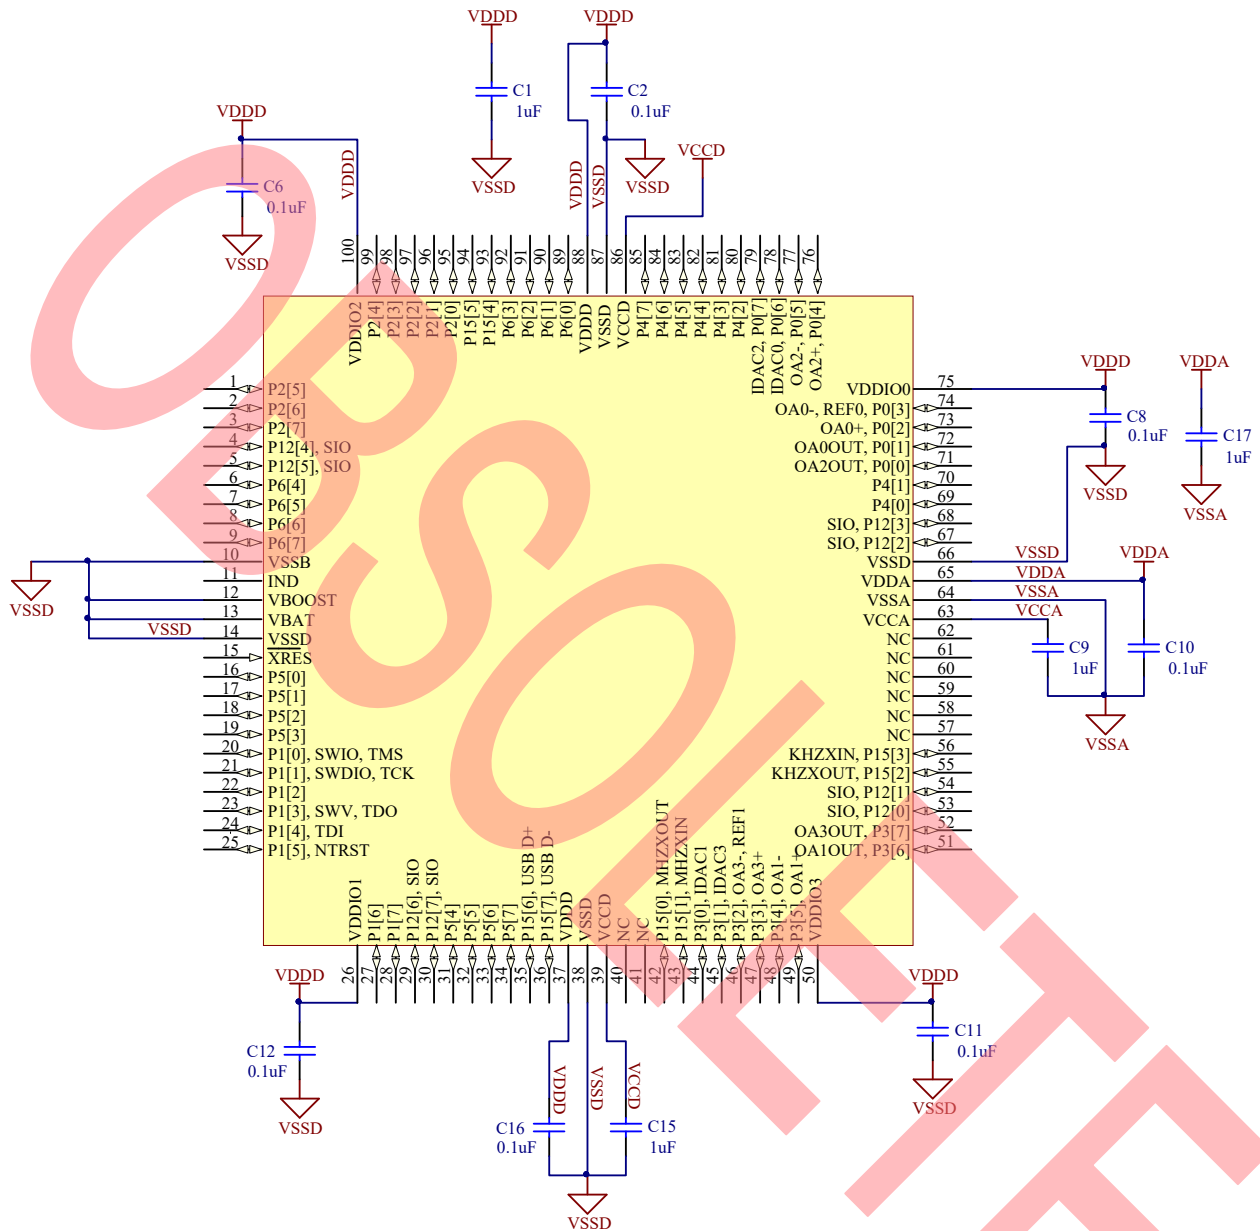 VDDD
VDDD
C1
1uF
C2
0.1uF
VDDD
VSSD
VSSD
VCCD
C6
0.1uF
VSSD
VDDD
VDDD
VSSD
100
99
98
97
96
95
94
93
92
91
90
89
88
87
86
85
84
83
82
81
80
79
78
77
76
VDDIO2
P2[4]
P2[3]
P2[2]
P2[1]
P2[0]
P15[5]
P15[4]
P6[3]
P6[2]
P6[1]
P6[0]
VDDD
VSSD
VCCD
P4[7]
P4[6]
P4[5]
P4[4]
P4[3]
P4[2]
IDAC2, P0[7]
IDAC0, P0[6]
OA2-, P0[5]
OA2+, P0[4]
1 P2[5]
2 P2[6]
3 P2[7]
4 P12[4], SIO
5 P12[5], SIO
6 P6[4]
7 P6[5]
8 P6[6]
9 P6[7]
10 VSSB
11 IND
12 VBOOST
13 VBAT
VSSD 14 VSSD
15 XRES
16 P5[0]
17 P5[1]
18 P5[2]
19 P5[3]
20 P1[0], SWIO, TMS
21 P1[1], SWDIO, TCK
22 P1[2]
23 P1[3], SWV, TDO
24 P1[4], TDI
25 P1[5], NTRST
VSSD
VDDIO0 75
OA0-, REF0, P0[3] 74
OA0+, P0[2] 73
OA0OUT, P0[1] 72
OA2OUT, P0[0] 71
P4[1] 70
P4[0] 69
SIO, P12[3] 68
SIO, P12[2] 67
VSSD 66 VSSD
VDDA 65 VDDA
VSSA 64 VSSA
VCCA 63 VCCA
NC 62
NC 61
NC 60
NC 59
NC 58
NC 57
KHZXIN, P15[3] 56
KHZXOUT, P15[2] 55
SIO, P12[1] 54
SIO, P12[0] 53
OA3OUT, P3[7] 52
OA1OUT, P3[6] 51
VDDD
C8
0.1uF
VSSD
VDDA
C17
1uF
VSSA
VDDA
C9
1uF
C10
0.1uF
VSSA
VDDIO1
P1[6]
P1[7]
P12[6], SIO
P12[7], SIO
P5[4]
P5[5]
P5[6]
P5[7]
P15[6], USB D+
P15[7], USB D-
VDDD
VSSD
VCCD
NC
NC
P15[0], MHZXOUT
P15[1], MHZXIN
P3[0], IDAC1
P3[1], IDAC3
P3[2], OA3-, REF1
P3[3], OA3+
P3[4], OA1-
P3[5], OA1+
VDDIO3
26
27
28
29
30
31
32
33
34
35
36
37
38
39
40
41
42
43
44
45
46
47
48
49
50
VDDD
C12
0.1uF
VSSD
VDDD
VSSD
VCCD
C16
0.1uF
C15
1uF
VSSD
VDDD
C11
0.1uF
VSSD
OBSOLETE